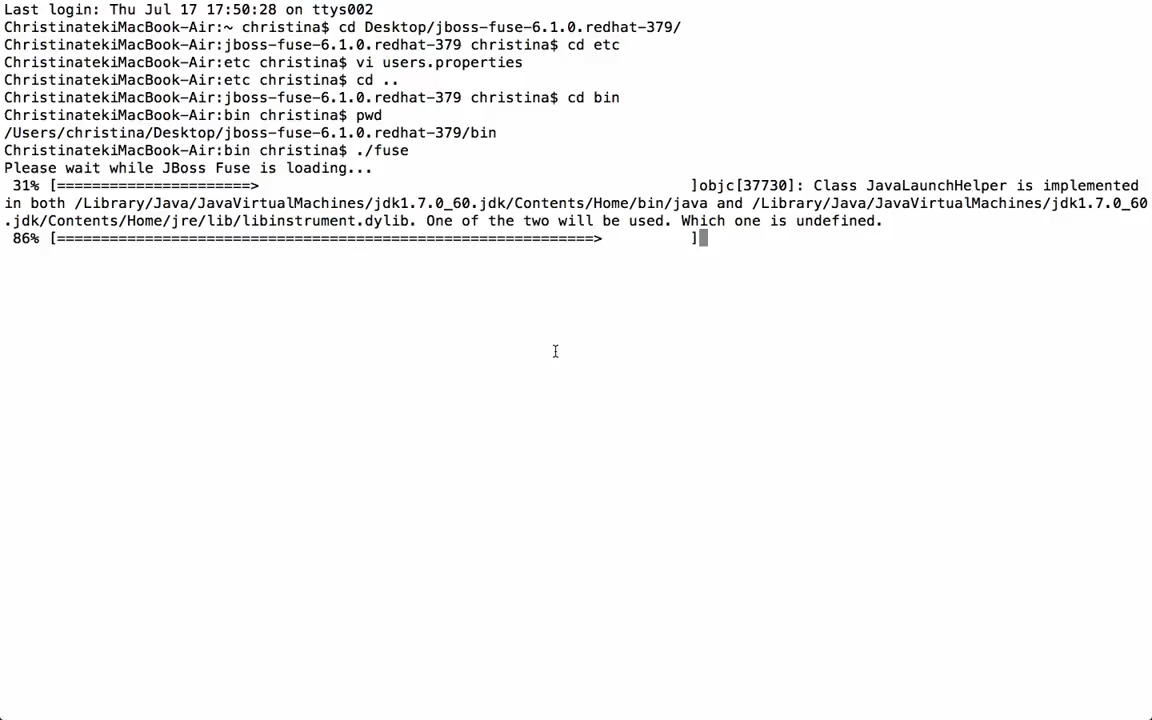 Last login: Thu Jul 17 17:50:28 on ttys002
ChristinatekiMacBook-Air:~ christina$ cd Desktop/jboss-fuse-6.1.0.redhat-379/
ChristinatekiMacBook-Air:jboss-fuse-6.1.0.redhat-379 christina$ cd etc
ChristinatekiMacBook-Air:etc christina$ vi users.properties
ChristinatekiMacBook-Air:etc christina$ cd ..
ChristinatekiMacBook-Air:jboss-fuse-6.1.0.redhat-379 christina$ cd bin
ChristinatekiMacBook-Air:bin christina$ pwd
/Users/christina/Desktop/jboss-fuse-6.1.0.redhat-379/bin
ChristinatekiMacBook-Air:bin christina$ ./fuse
Please wait while JBoss Fuse is loading...
 31% [======================>                                                 ]objc[37730]: Class JavaLaunchHelper is implemented
in both /Library/Java/JavaVirtualMachines/jdk1.7.0_60.jdk/Contents/Home/bin/java and /Library/Java/JavaVirtualMachines/jdk1.7.0_60
.jdk/Contents/Home/jre/lib/libinstrument.dylib. One of the two will be used. Which one is undefined.
 86% [=============================================================>          ]